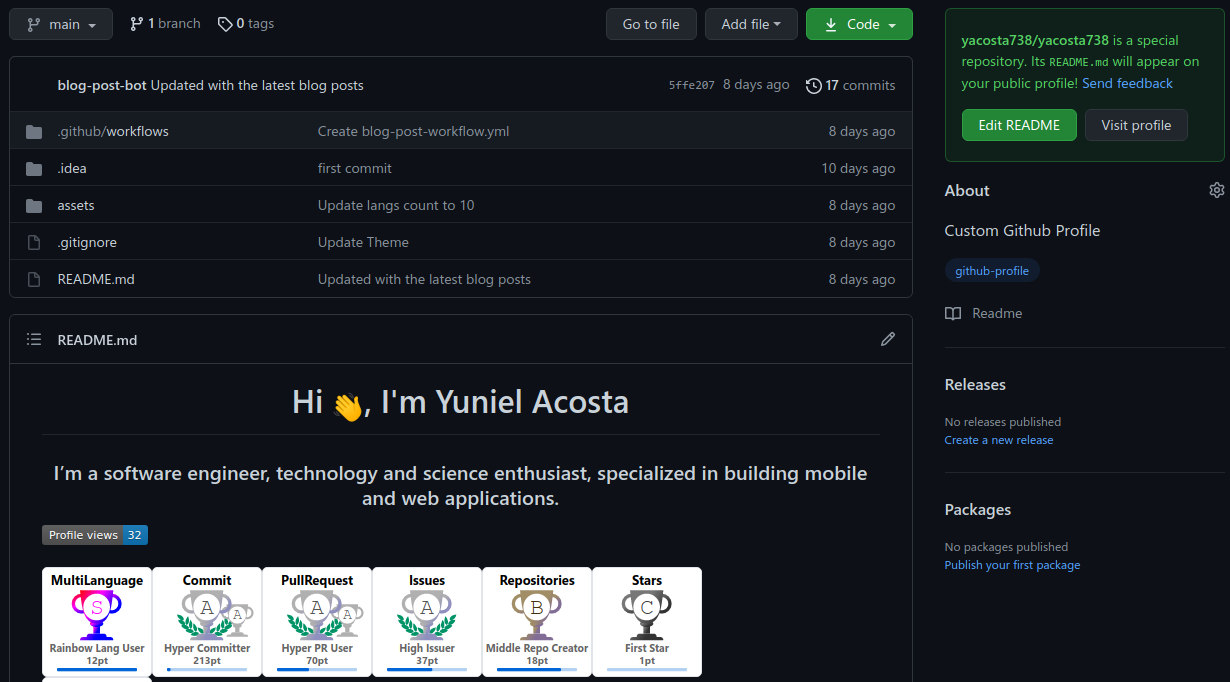 main
1 branch
0 tags
Go to file
Add file
Code
blog-post-bot Updated with the latest blog posts
5ffe207 8 days ago
17 commits
.github/workflows
Create blog-post-workflow.yml
8 days ago
.idea
first commit
10 days ago
assets
Update langs count to 10
8 days ago
.gitignore
Update Theme
8 days ago
README.md
Updated with the latest blog posts
8 days ago
README.md
Hi 👋, I'm Yuniel Acosta
I’m a software engineer, technology and science enthusiast, specialized in building mobile
and web applications.
Profile views 32
MultiLanguage
S
Rainbow Lang User
12pt
Commit
A
A
Hyper Committer
213pt
PullRequest
A
A
Hyper PR User
70pt
Issues
A
High Issuer
37pt
Repositories
B
Middle Repo Creator
18pt
Stars
C
First Star
1pt
yacosta738/yacosta738 is a special
repository. Its README.md will appear on
your public profile! Send feedback
Edit README
Visit profile
About
Custom Github Profile
github-profile
Readme
Releases
No releases published
Create a new release
Packages
No packages published
Publish your first package